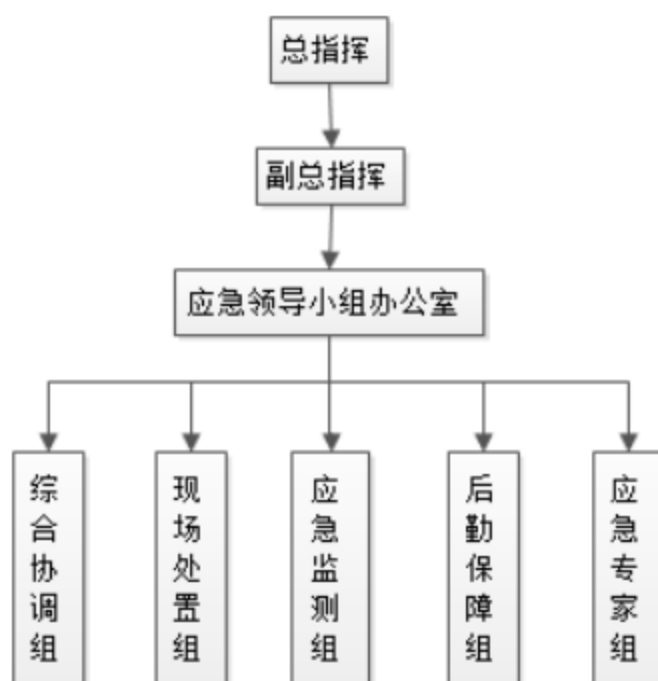 总指挥
副总指挥
应急领导小组办公室
综合协调组
现场处置组
应急监测组
后勤保障组
应急专家组